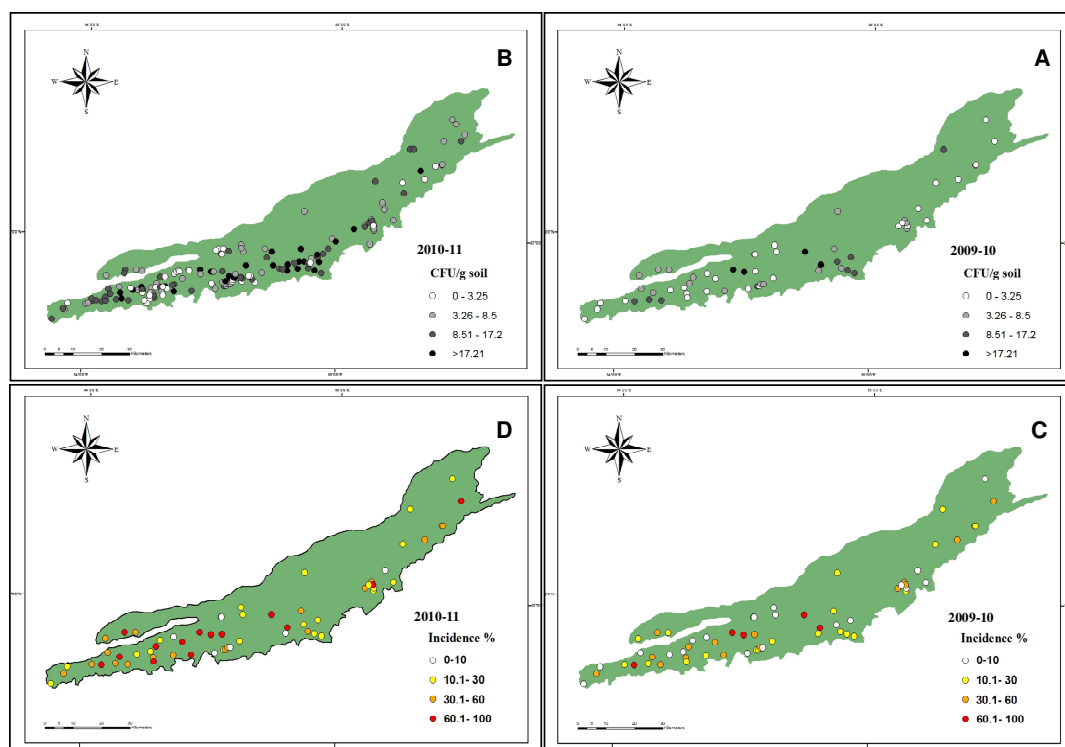 B
N
W E
S
2010-11
CFU/g soil
0 - 3.25
3.26 - 8.5
8.51 - 17.2
>17.21
A
N
W E
S
2009-10
CFU/g soil
0 - 3.25
3.26 - 8.5
8.51 - 17.2
>17.21
D
N
W E
S
2010-11
Incidence %
0-10
10.1- 30
30.1- 60
60.1- 100
C
N
W E
S
2009-10
Incidence %
0-10
10.1- 30
30.1- 60
60.1- 100